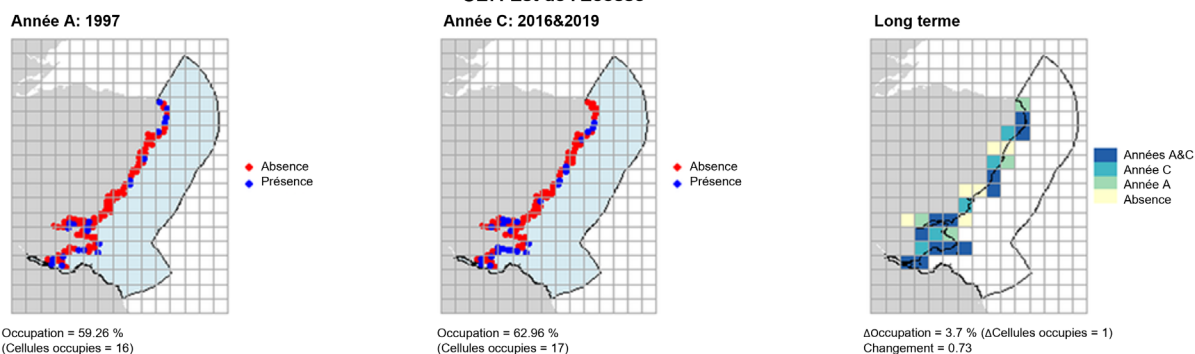 Année A: 1997
Année C: 2016&2019
Long terme
Absence
Présence
Absence
Présence
Années A&C
Année C
Année A
Absence
Occupation = 59.26 %
(Cellules occupies = 16)
Occupation = 62.96 %
(Cellules occupies = 17)
ΔOccupation = 3.7 % (ΔCellules occupies = 1)
Changement = 0.73